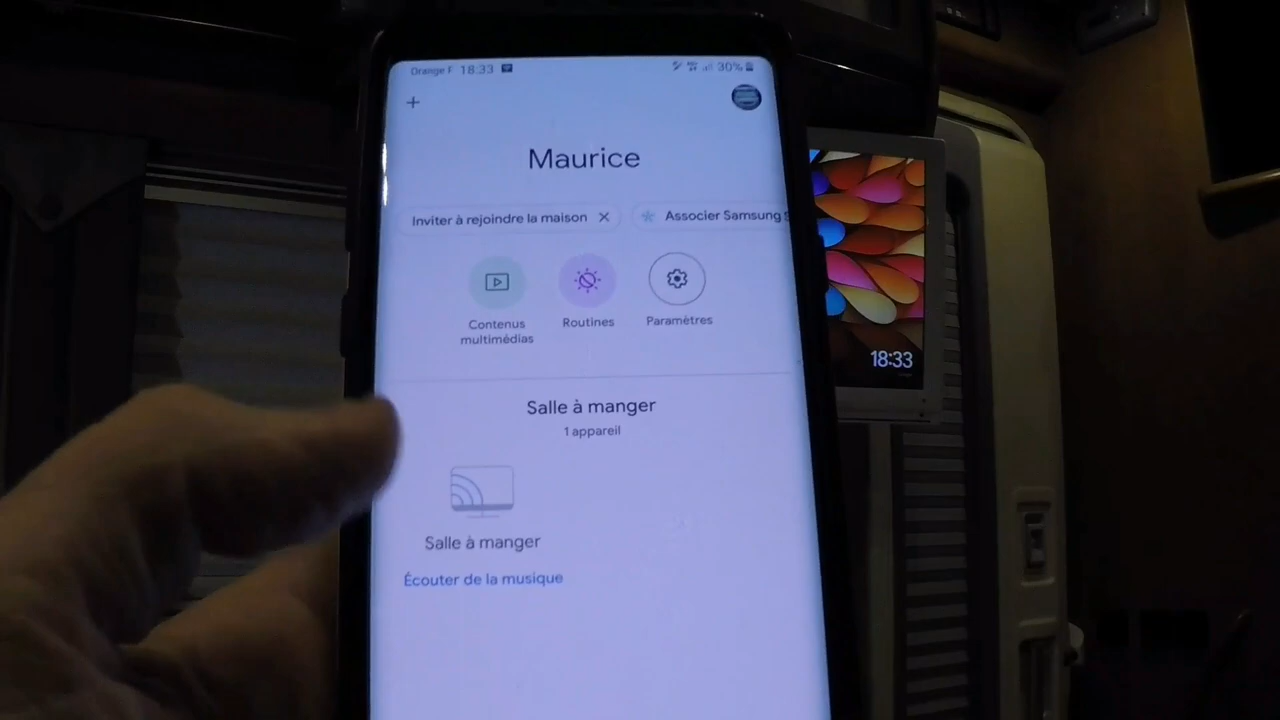 Orange F 18:33
30%
+
Maurice
Inviter à rejoindre la maison ×
Associer Samsung
Contenus
multimédias
Routines
Paramètres
Salle à manger
1 appareil
Salle à manger
Écouter de la musique
18:33